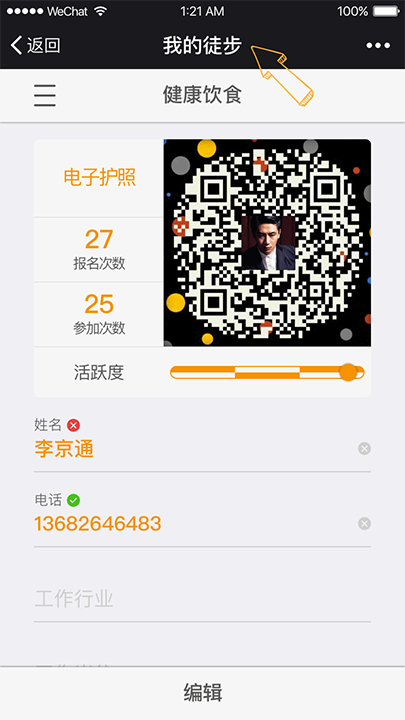 WeChat 1:21 AM 100%
返回 我的徒步
健康饮食
电子护照
27
报名次数
25
参加次数
活跃度
姓名
李京通
电话
13682646483
工作行业
编辑